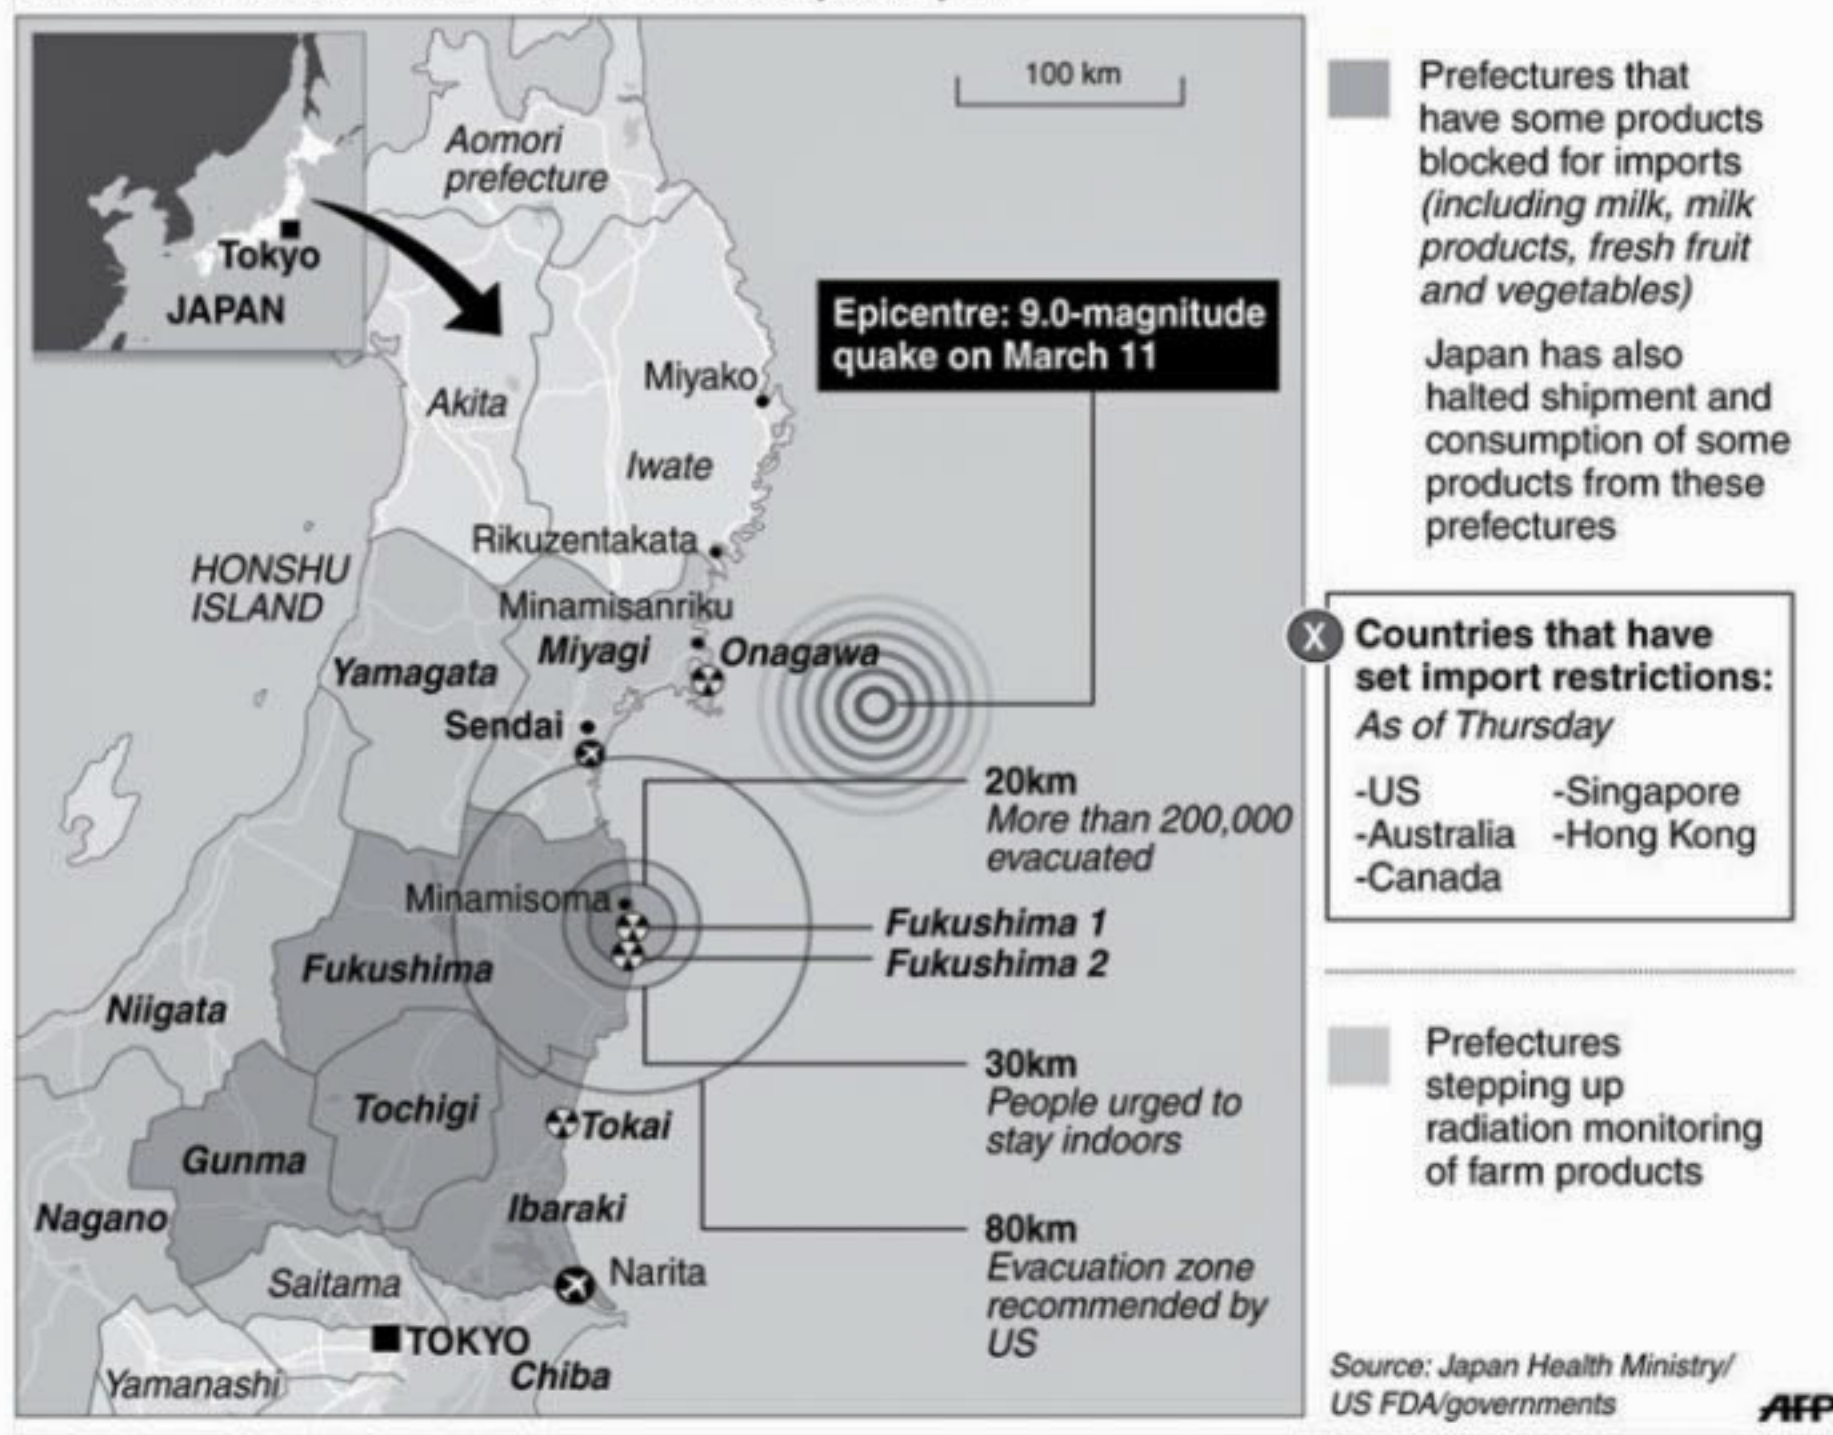 100 km
Aomori
prefecture
Tokyo
JAPAN
Epicentre: 9.0-magnitude
quake on March 11
Miyako
Akita
Iwate
Rikuzentakata
HONSHU
ISLAND
Minamisanriku
Miyagi
Onagawa
Yamagata
Sendai
20km
More than 200,000
evacuated
Minamisoma
Fukushima 1
Fukushima 2
Fukushima
Niigata
30km
People urged to
stay indoors
Tochigi
Tokai
Gunma
Ibaraki
Nagano
80km
Evacuation zone
recommended by
US
Narita
Saitama
TOKYO
Chiba
Yamanashi
Prefectures that
have some products
blocked for imports
(including milk, milk
products, fresh fruit
and vegetables)
Japan has also
halted shipment and
consumption of some
products from these
prefectures
X
Countries that have
set import restrictions:
As of Thursday
-US
-Australia
-Canada
-Singapore
-Hong Kong
Prefectures
stepping up
radiation monitoring
of farm products
Source: Japan Health Ministry/
US FDA/governments
AFP